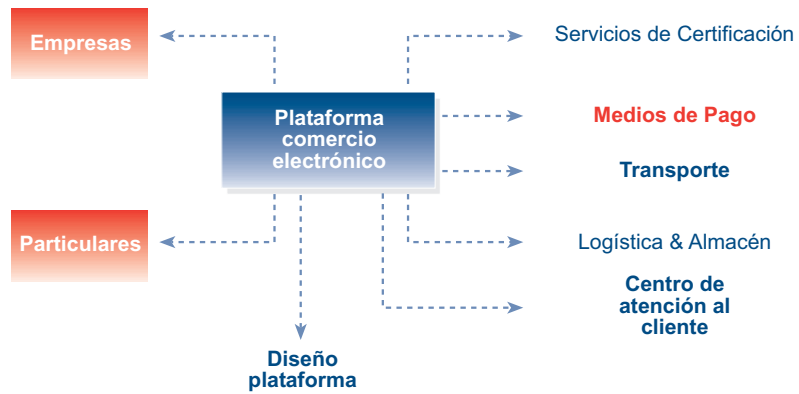 Empresas
Servicios de Certificación
Plataforma
comercio
electrónico
Medios de Pago
Transporte
Particulares
Logística & Almacén
Centro de
atención al
cliente
Diseño
plataforma